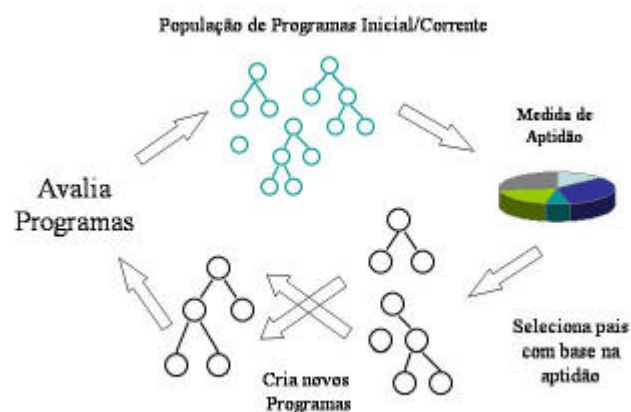 População de Programas Inicial/Corrente
Medida de
Aptidão
Avalia
Programas
Seleciona pais
com base na
aptidão
Cria novos
Programas